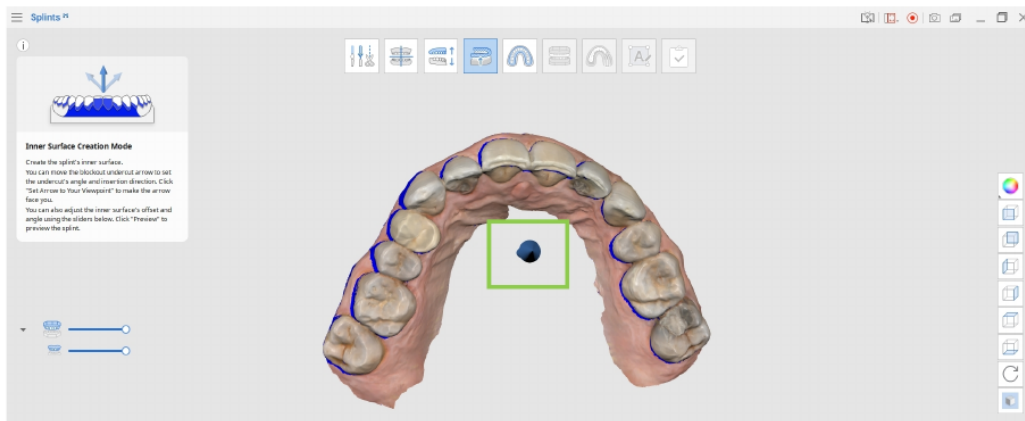 Splints
Inner Surface Creation Mode
Create the splint's inner surface.
You can move the blockout undercut arrow to set
the undercut's angle and insertion direction. Click
"Set Arrow to Your Viewpoint" to make the arrow
face you.
You can also adjust the inner surface's offset and
angle using the sliders below. Click "Preview" to
preview the splint.